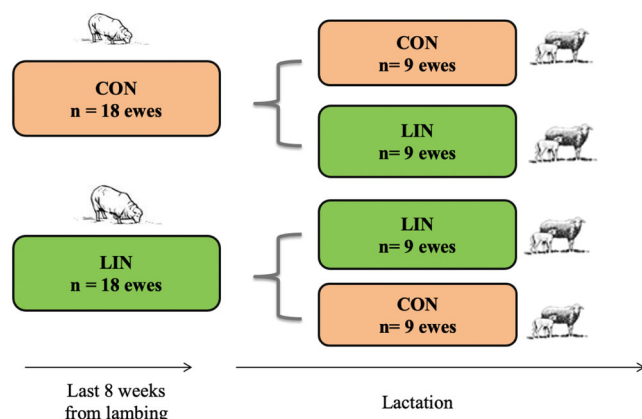 CON
n = 18 ewes
CON
n= 9 ewes
LIN
n= 9 ewes
LIN
n = 18 ewes
LIN
n= 9 ewes
CON
n= 9 ewes
Last 8 weeks
from lambing
Lactation